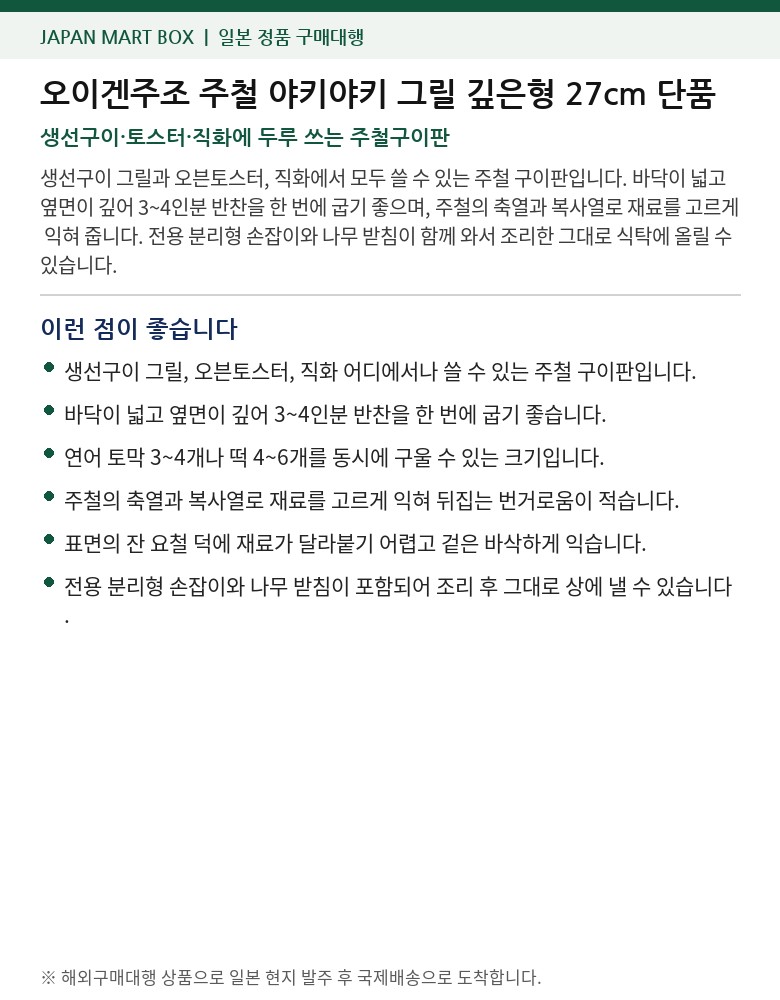 JAPAN MART BOX | 일본 정품 구매대행
오이겐주조 주철 야키야키 그릴 깊은형 27cm 단품
생선구이·토스터·직화에 두루 쓰는 주철구이판
생선구이 그릴과 오븐토스터, 직화에서 모두 쓸 수 있는 주철 구이판입니다. 바닥이 넓고
옆면이 깊어 3~4인분 반찬을 한 번에 굽기 좋으며, 주철의 축열과 복사열로 재료를 고르게
익혀 줍니다. 전용 분리형 손잡이와 나무 받침이 함께 와서 조리한 그대로 식탁에 올릴 수
있습니다.
이런 점이 좋습니다
● 생선구이 그릴, 오븐토스터, 직화 어디에서나 쓸 수 있는 주철 구이판입니다.
● 바닥이 넓고 옆면이 깊어 3~4인분 반찬을 한 번에 굽기 좋습니다.
● 연어 토막 3~4개나 떡 4~6개를 동시에 구울 수 있는 크기입니다.
● 주철의 축열과 복사열로 재료를 고르게 익혀 뒤집는 번거로움이 적습니다.
● 표면의 잔 요철 덕에 재료가 달라붙기 어렵고 겉은 바삭하게 익습니다.
● 전용 분리형 손잡이와 나무 받침이 포함되어 조리 후 그대로 상에 낼 수 있습니다
.
※ 해외구매대행 상품으로 일본 현지 발주 후 국제배송으로 도착합니다.